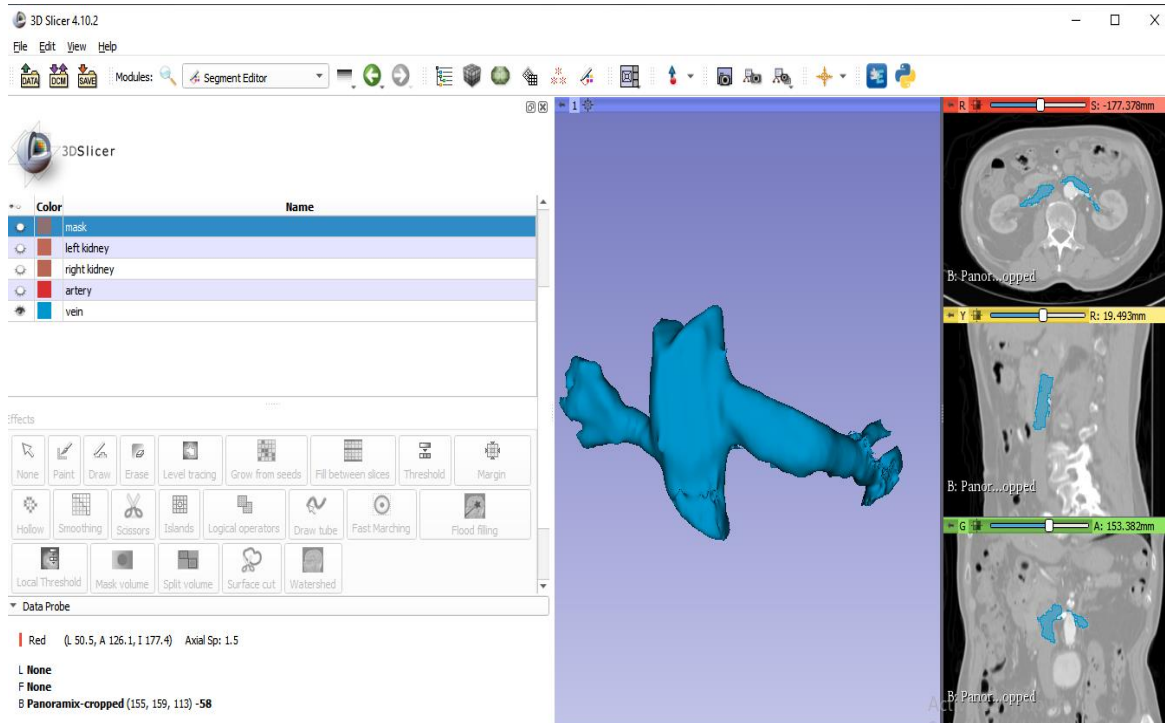 3D Slicer 4.10.2
File Edit View Help
DATA DCM SAVE Modules: Segment Editor
1
R S: -177.378mm
3DSlicer
Color Name
mask
left kidney
right kidney
artery
vein
B: Panor...opped
Y R: 19.493mm
B: Panor...opped
G A: 153.382mm
B: Panor...opped
Effects
None Paint Draw Erase Level tracing Grow from seeds Fill between slices Threshold Margin
Hollow Smoothing Scissors Islands Logical operators Draw tube Fast Marching Flood filling
Local Threshold Mask volume Split volume Surface cut Watershed
Data Probe
Red (L 50.5, A 126.1, I 177.4) Axial Sp: 1.5
L None
F None
B Panoramix-cropped (155, 159, 113) -58